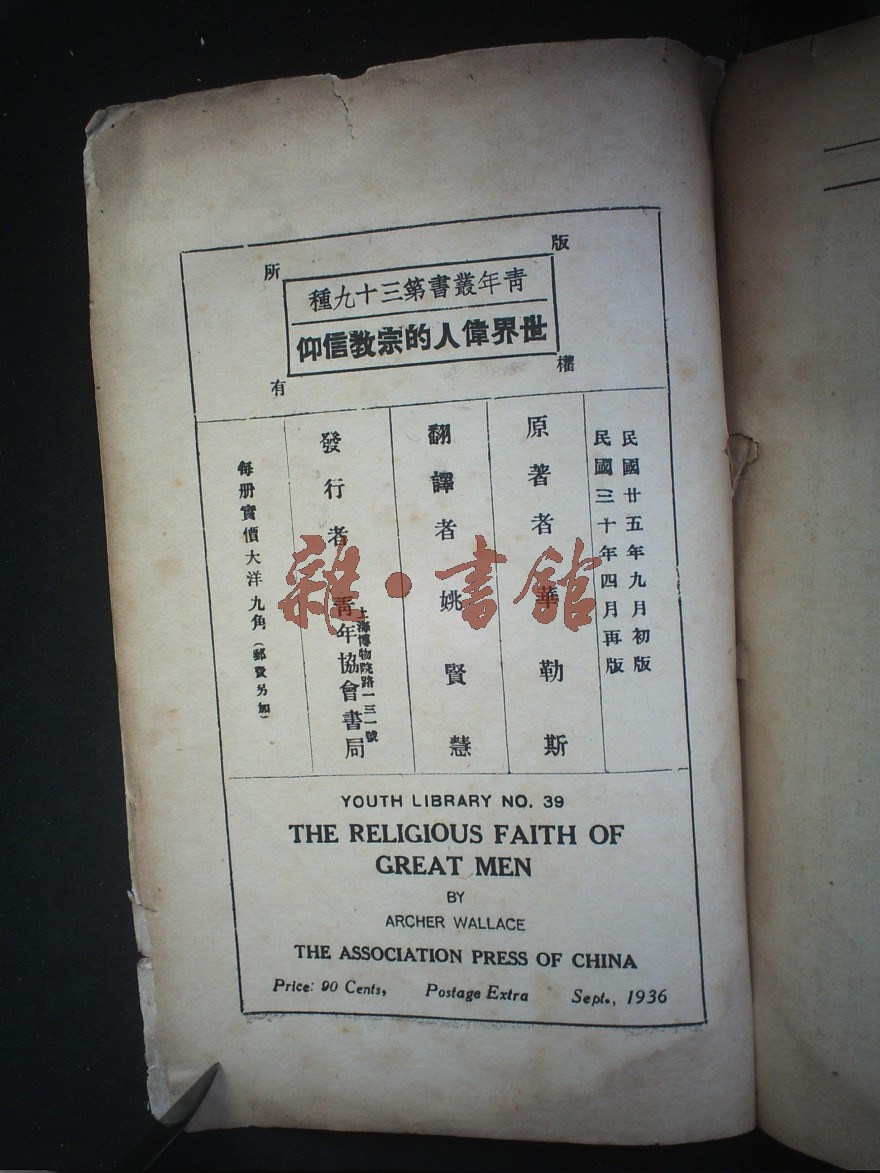 版權所有
青年叢書第三十九種
世界偉人的宗教信仰
民國廿五年九月初版
民國三十年四月再版
原著者 華勒斯
翻譯者 姚賢慧
發行者 青年協會書局
上海博物院路一三一號
每册實價大洋九角(郵費另加)
雜·書館
YOUTH LIBRARY NO. 39
THE RELIGIOUS FAITH OF
GREAT MEN
BY
ARCHER WALLACE
THE ASSOCIATION PRESS OF CHINA
Price: 90 Cents, Postage Extra Sept., 1936